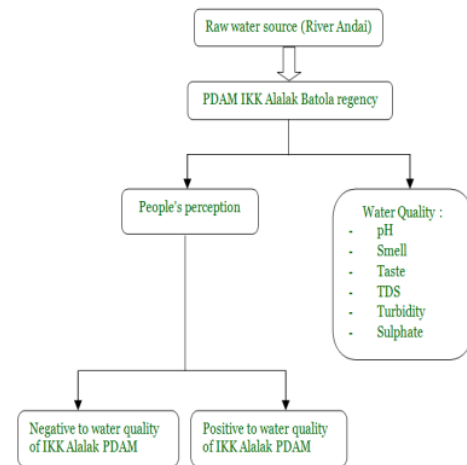 Raw water source (River Andai)
PDAM IKK Alalak Batola regency
People's perception
Water Quality :
- pH
- Smell
- Taste
- TDS
- Turbidity
- Sulphate
Negative to water quality
of IKK Alalak PDAM
Positive to water quality
of IKK Alalak PDAM